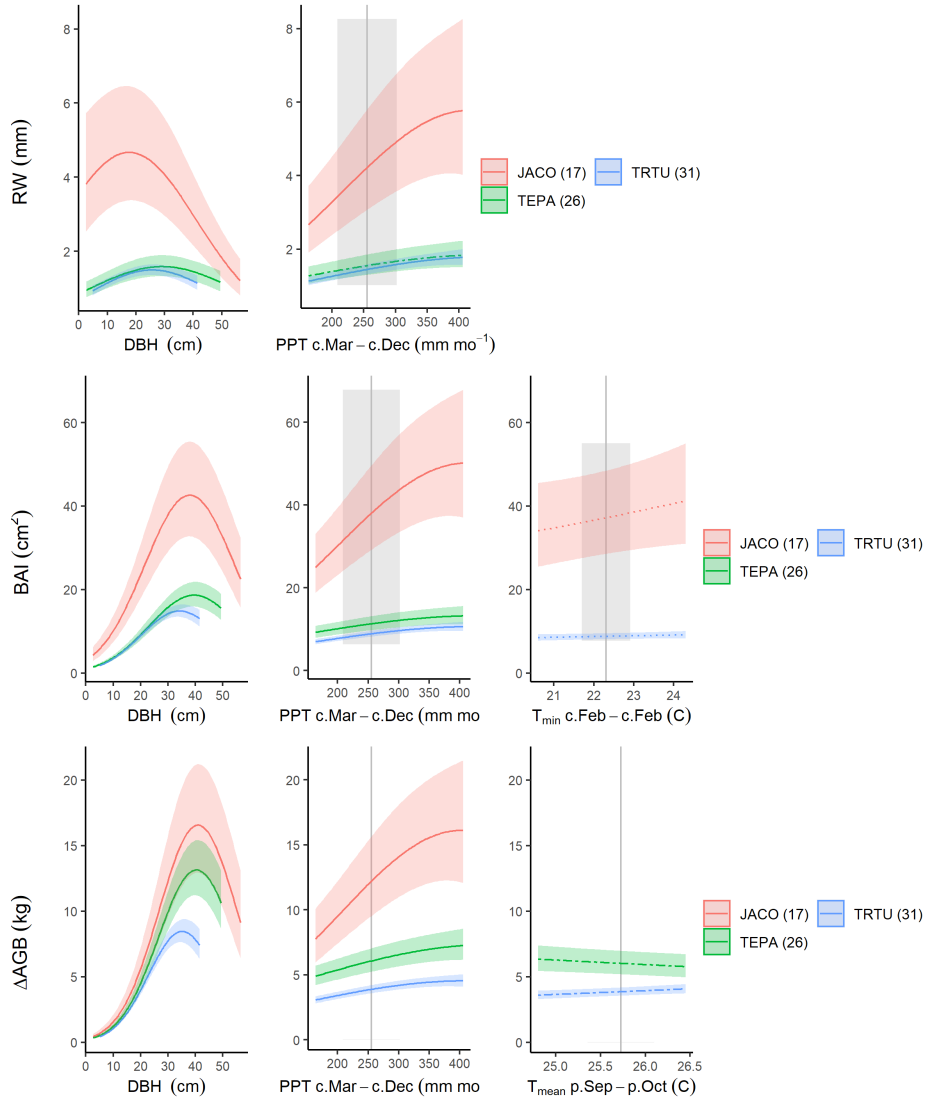 RW (mm)
8
6
4
2
0 10 20 30 40 50
DBH (cm)
8
6
4
2
200 250 300 350 400
PPT c.Mar – c.Dec (mm mo⁻¹)
JACO (17) TRTU (31)
TEPA (26)
BAI (cm²)
60
40
20
0
0 10 20 30 40 50
DBH (cm)
60
40
20
0
200 250 300 350 400
PPT c.Mar – c.Dec (mm mo
60
40
20
0
21 22 23 24
Tmin c.Feb – c.Feb (C)
JACO (17) TRTU (31)
TEPA (26)
ΔAGB (kg)
20
15
10
5
0
0 10 20 30 40 50
DBH (cm)
20
15
10
5
0
200 250 300 350 400
PPT c.Mar – c.Dec (mm mo
20
15
10
5
0
25.0 25.5 26.0 26.5
Tmean p.Sep – p.Oct (C)
JACO (17) TRTU (31)
TEPA (26)